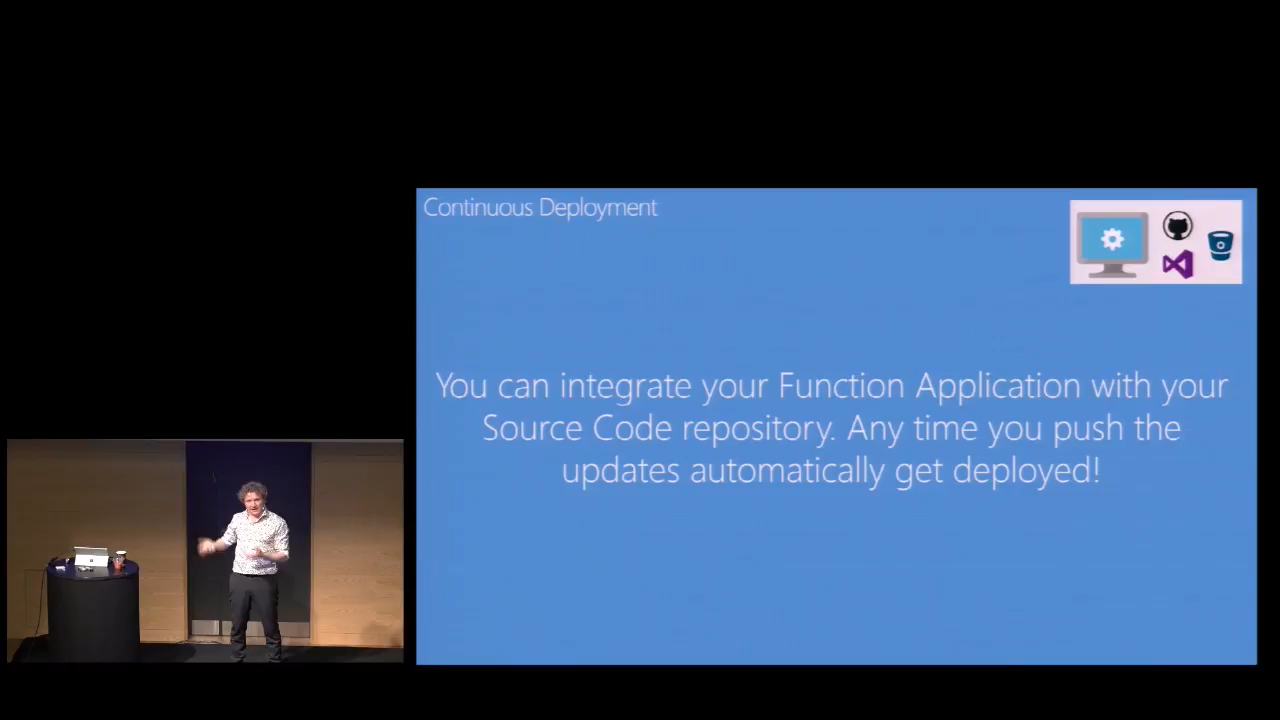 Continuous Deployment
You can integrate your Function Application with your
Source Code repository. Any time you push the
updates automatically get deployed!